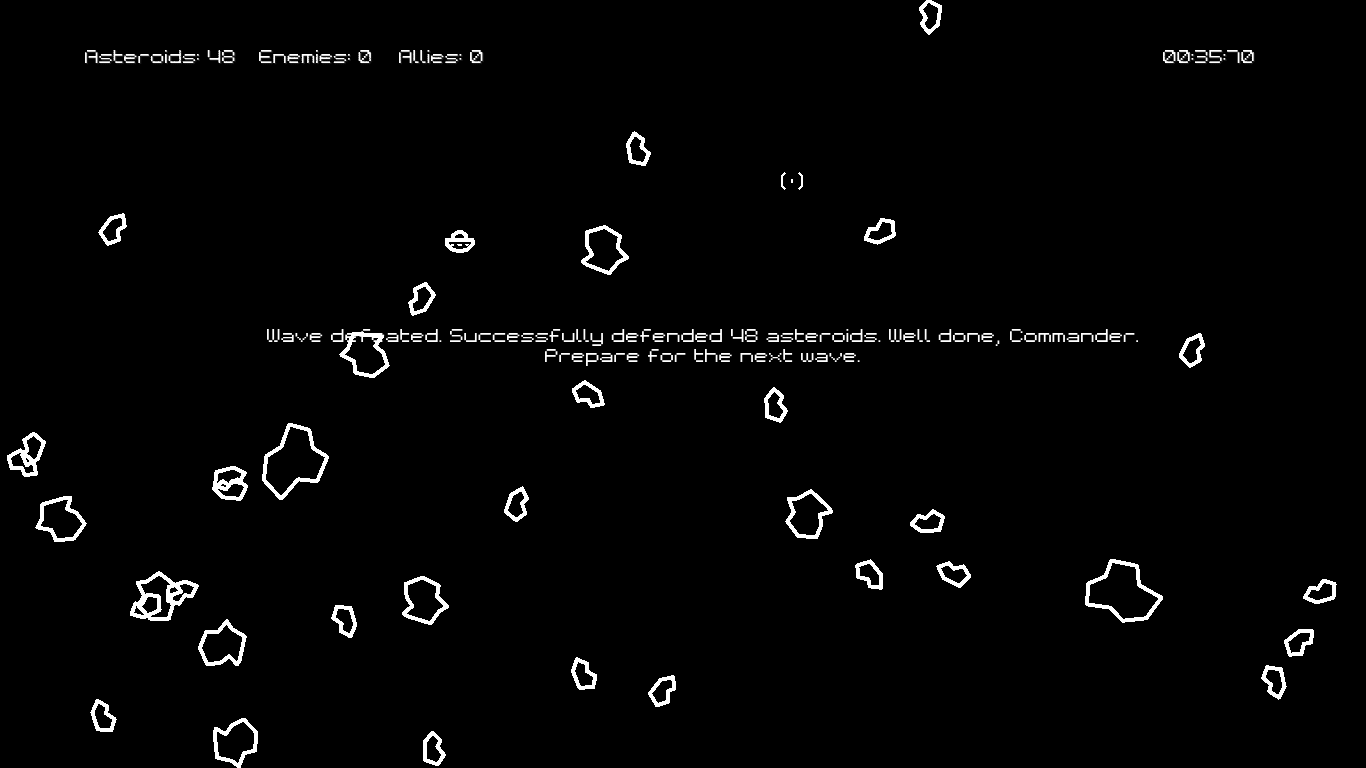 Asteroids: 48 Enemies: 0 Allies: 0 00:35:70
Wave defeated. Successfully defended 48 asteroids. Well done, Commander.
Prepare for the next wave.